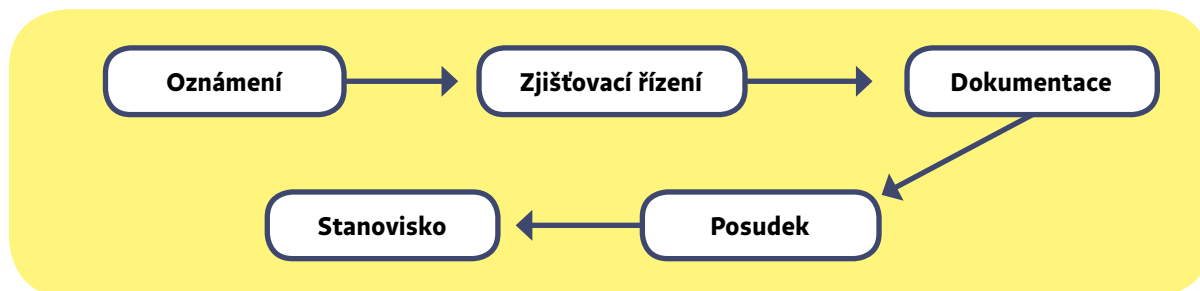 Oznámení
Zjišťovací řízení
Dokumentace
Posudek
Stanovisko